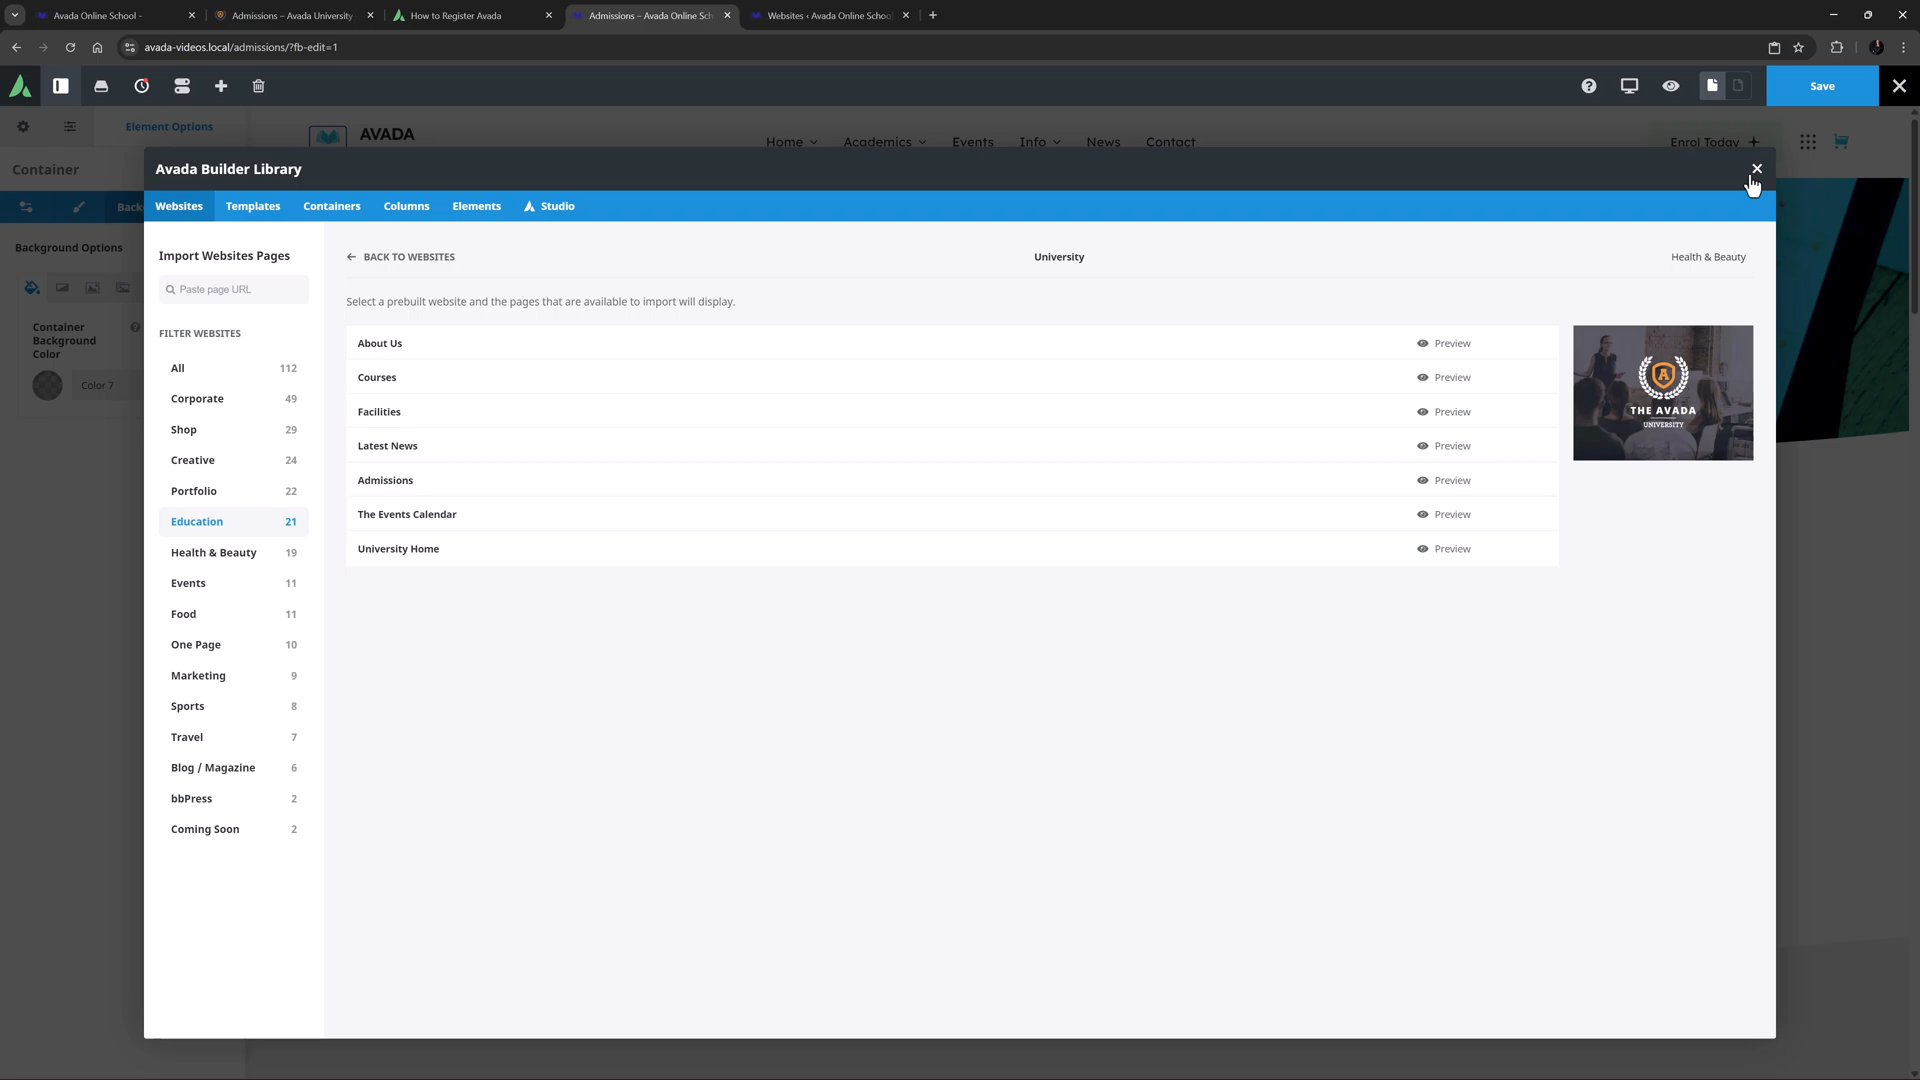 Avada Online School -
Admissions – Avada University
How to Register Avada
Admissions – Avada Online Sch
Websites ‹ Avada Online School
avada-videos.local/admissions/?fb-edit=1
Save
Element Options
AVADA
Home
Academics
Events
Info
News
Contact
Enrol Today
Container
Back
Background Options
Container
Background
Color
Color 7
Avada Builder Library
Websites
Templates
Containers
Columns
Elements
Studio
Import Websites Pages
Paste page URL
FILTER WEBSITES
All 112
Corporate 49
Shop 29
Creative 24
Portfolio 22
Education 21
Health & Beauty 19
Events 11
Food 11
One Page 10
Marketing 9
Sports 8
Travel 7
Blog / Magazine 6
bbPress 2
Coming Soon 2
BACK TO WEBSITES
University
Health & Beauty
Select a prebuilt website and the pages that are available to import will display.
About Us Preview
Courses Preview
Facilities Preview
Latest News Preview
Admissions Preview
The Events Calendar Preview
University Home Preview
A
THE AVADA
UNIVERSITY